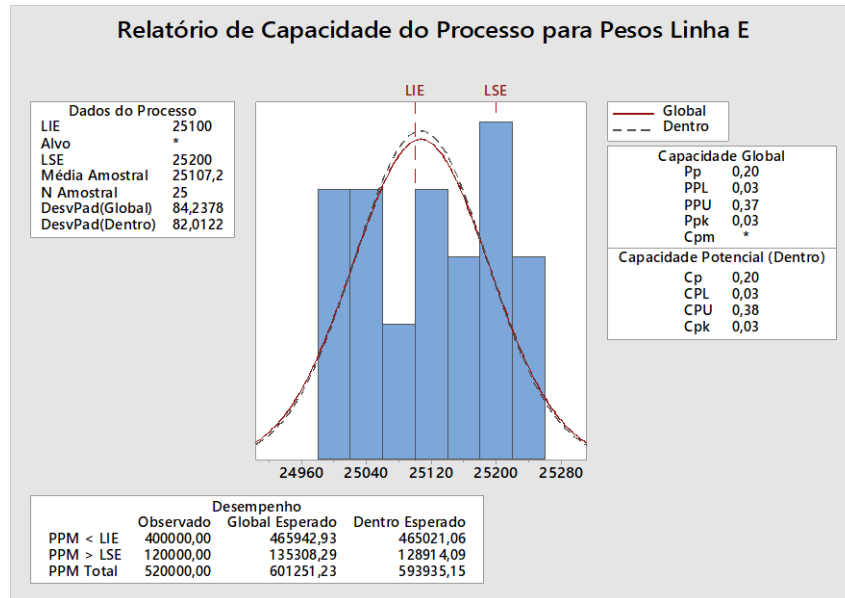 Relatório de Capacidade do Processo para Pesos Linha E
LIE LSE
Dados do Processo
LIE 25100
Alvo *
LSE 25200
Média Amostral 25107,2
N Amostral 25
DesvPad(Global) 84,2378
DesvPad(Dentro) 82,0122
Global
Dentro
Capacidade Global
Pp 0,20
PPL 0,03
PPU 0,37
Ppk 0,03
Cpm *
Capacidade Potencial (Dentro)
Cp 0,20
CPL 0,03
CPU 0,38
Cpk 0,03
24960 25040 25120 25200 25280
Desempenho
Observado Global Esperado Dentro Esperado
PPM < LIE 400000,00 465942,93 465021,06
PPM > LSE 120000,00 135308,29 128914,09
PPM Total 520000,00 601251,23 593935,15